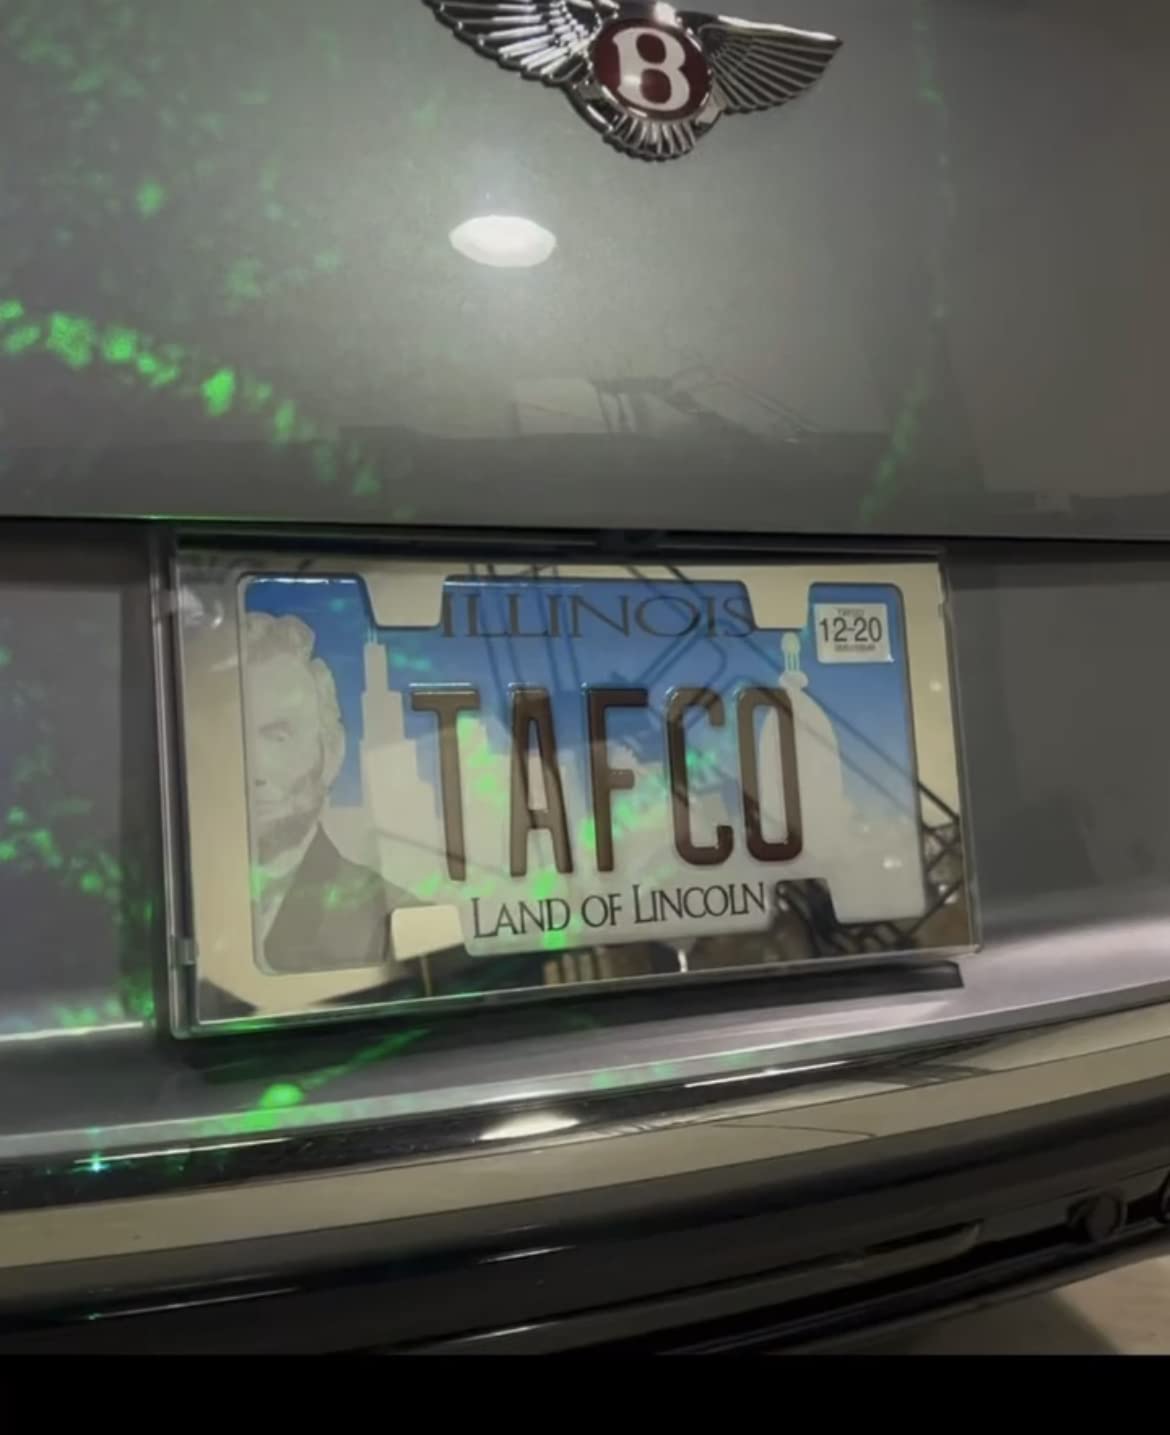 B
ILLINOIS
12-20
TAFCO
LAND OF LINCOLN